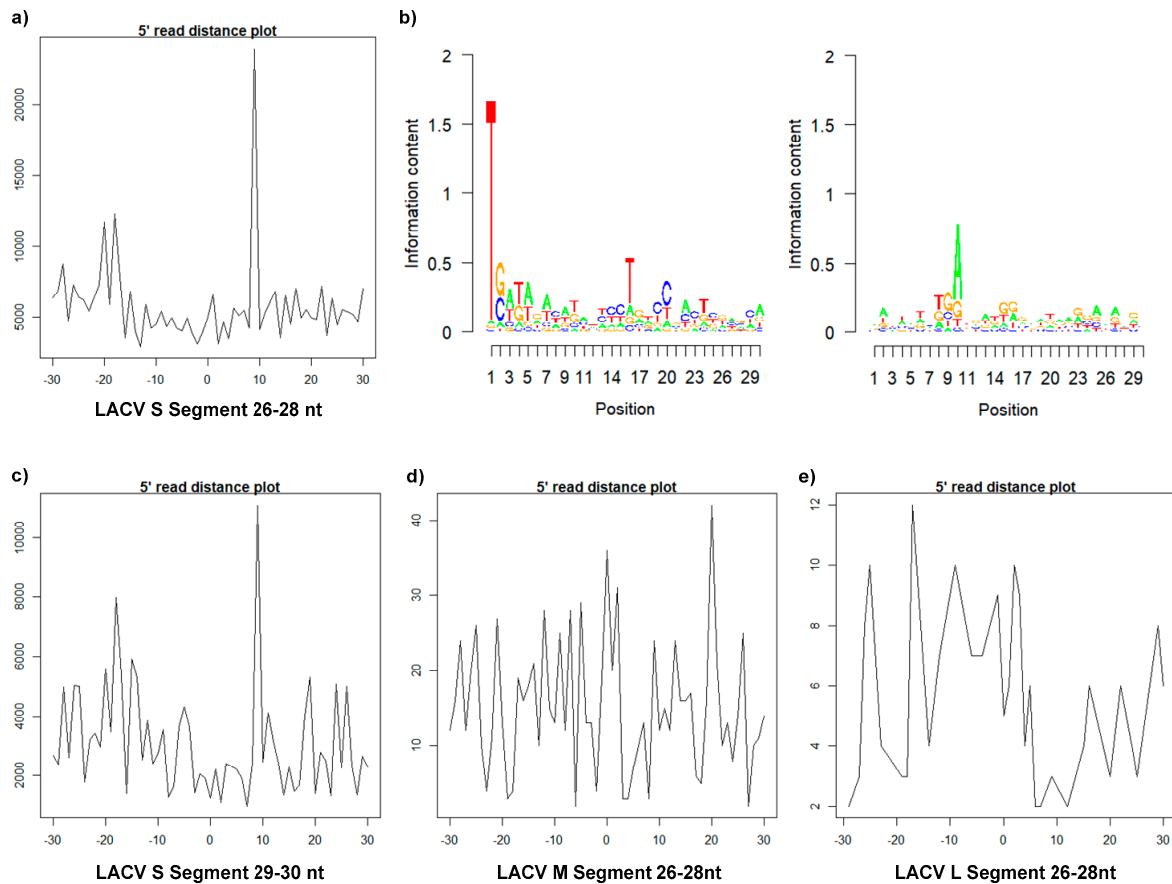 a)
5' read distance plot
20000
15000
10000
5000
-30 -20 -10 0 10 20 30
LACV S Segment 26-28 nt
b)
2
1.5
1
0.5
0
Information content
1 3 5 7 9 11 14 17 20 23 26 29
Position
2
1.5
1
0.5
0
Information content
1 3 5 7 9 11 14 17 20 23 26 29
Position
c)
5' read distance plot
10000
8000
6000
4000
2000
-30 -20 -10 0 10 20 30
LACV S Segment 29-30 nt
d)
5' read distance plot
40
30
20
10
-30 -20 -10 0 10 20 30
LACV M Segment 26-28nt
e)
5' read distance plot
12
10
8
6
4
2
-30 -20 -10 0 10 20 30
LACV L Segment 26-28nt